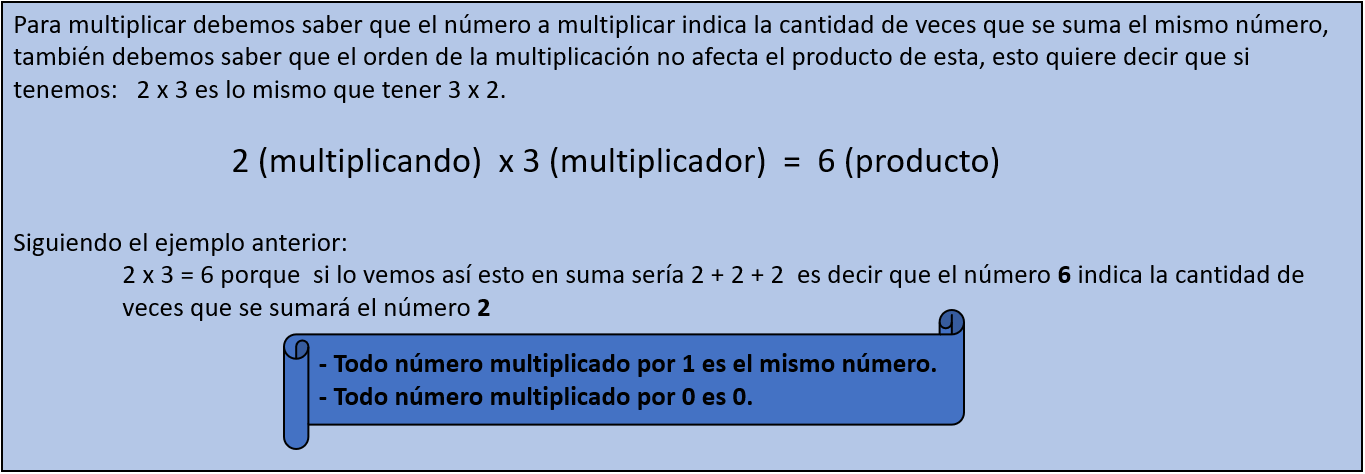 Para multiplicar debemos saber que el número a multiplicar indica la cantidad de veces que se suma el mismo número,
también debemos saber que el orden de la multiplicación no afecta el producto de esta, esto quiere decir que si
tenemos: 2 x 3 es lo mismo que tener 3 x 2.
2 (multiplicando) x 3 (multiplicador) = 6 (producto)
Siguiendo el ejemplo anterior:
2 x 3 = 6 porque si lo vemos así esto en suma sería 2 + 2 + 2 es decir que el número 6 indica la cantidad de
veces que se sumará el número 2
- Todo número multiplicado por 1 es el mismo número.
- Todo número multiplicado por 0 es 0.